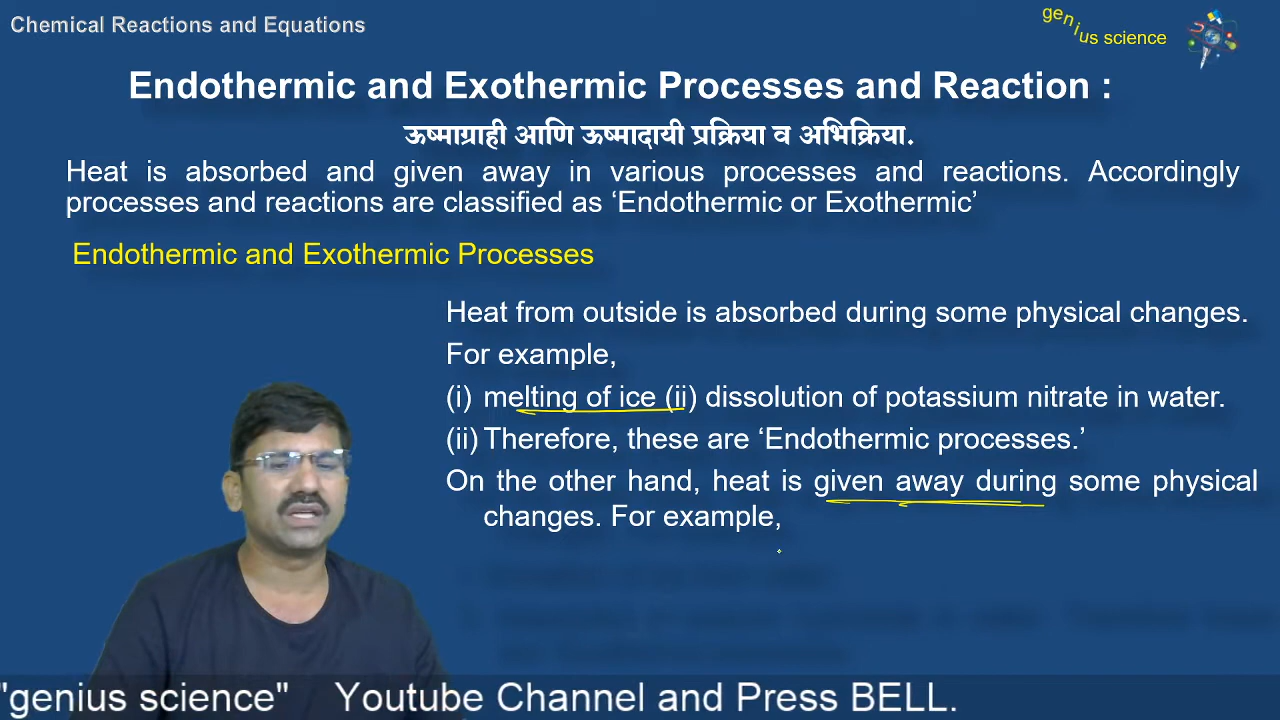 Chemical Reactions and Equations
genius science
Endothermic and Exothermic Processes and Reaction :
ऊष्माग्राही आणि ऊष्मादायी प्रक्रिया व अभिक्रिया.
Heat is absorbed and given away in various processes and reactions. Accordingly
processes and reactions are classified as ‘Endothermic or Exothermic’
Endothermic and Exothermic Processes
Heat from outside is absorbed during some physical changes.
For example,
(i) melting of ice (ii) dissolution of potassium nitrate in water.
(ii) Therefore, these are ‘Endothermic processes.’
On the other hand, heat is given away during some physical
changes. For example,
"genius science" Youtube Channel and Press BELL.